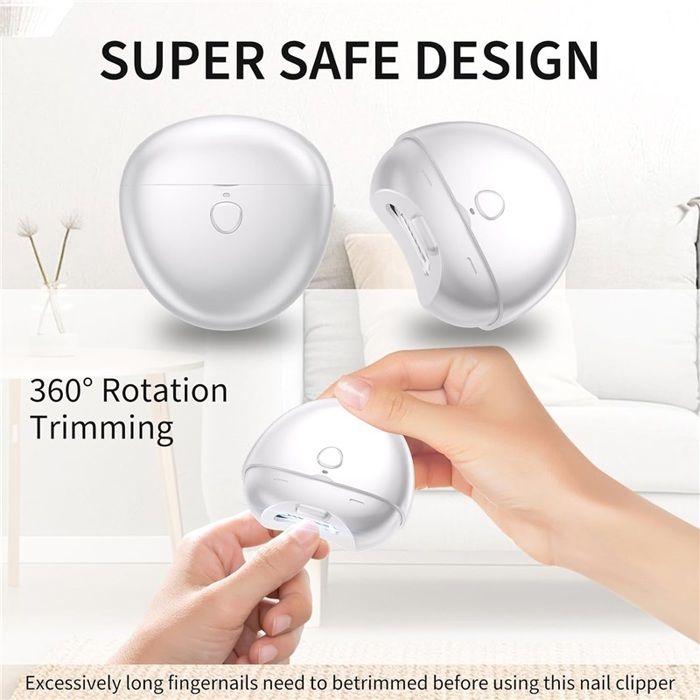 SUPER SAFE DESIGN
360° Rotation
Trimming
Excessively long fingernails need to betrimmed before using this nail clipper